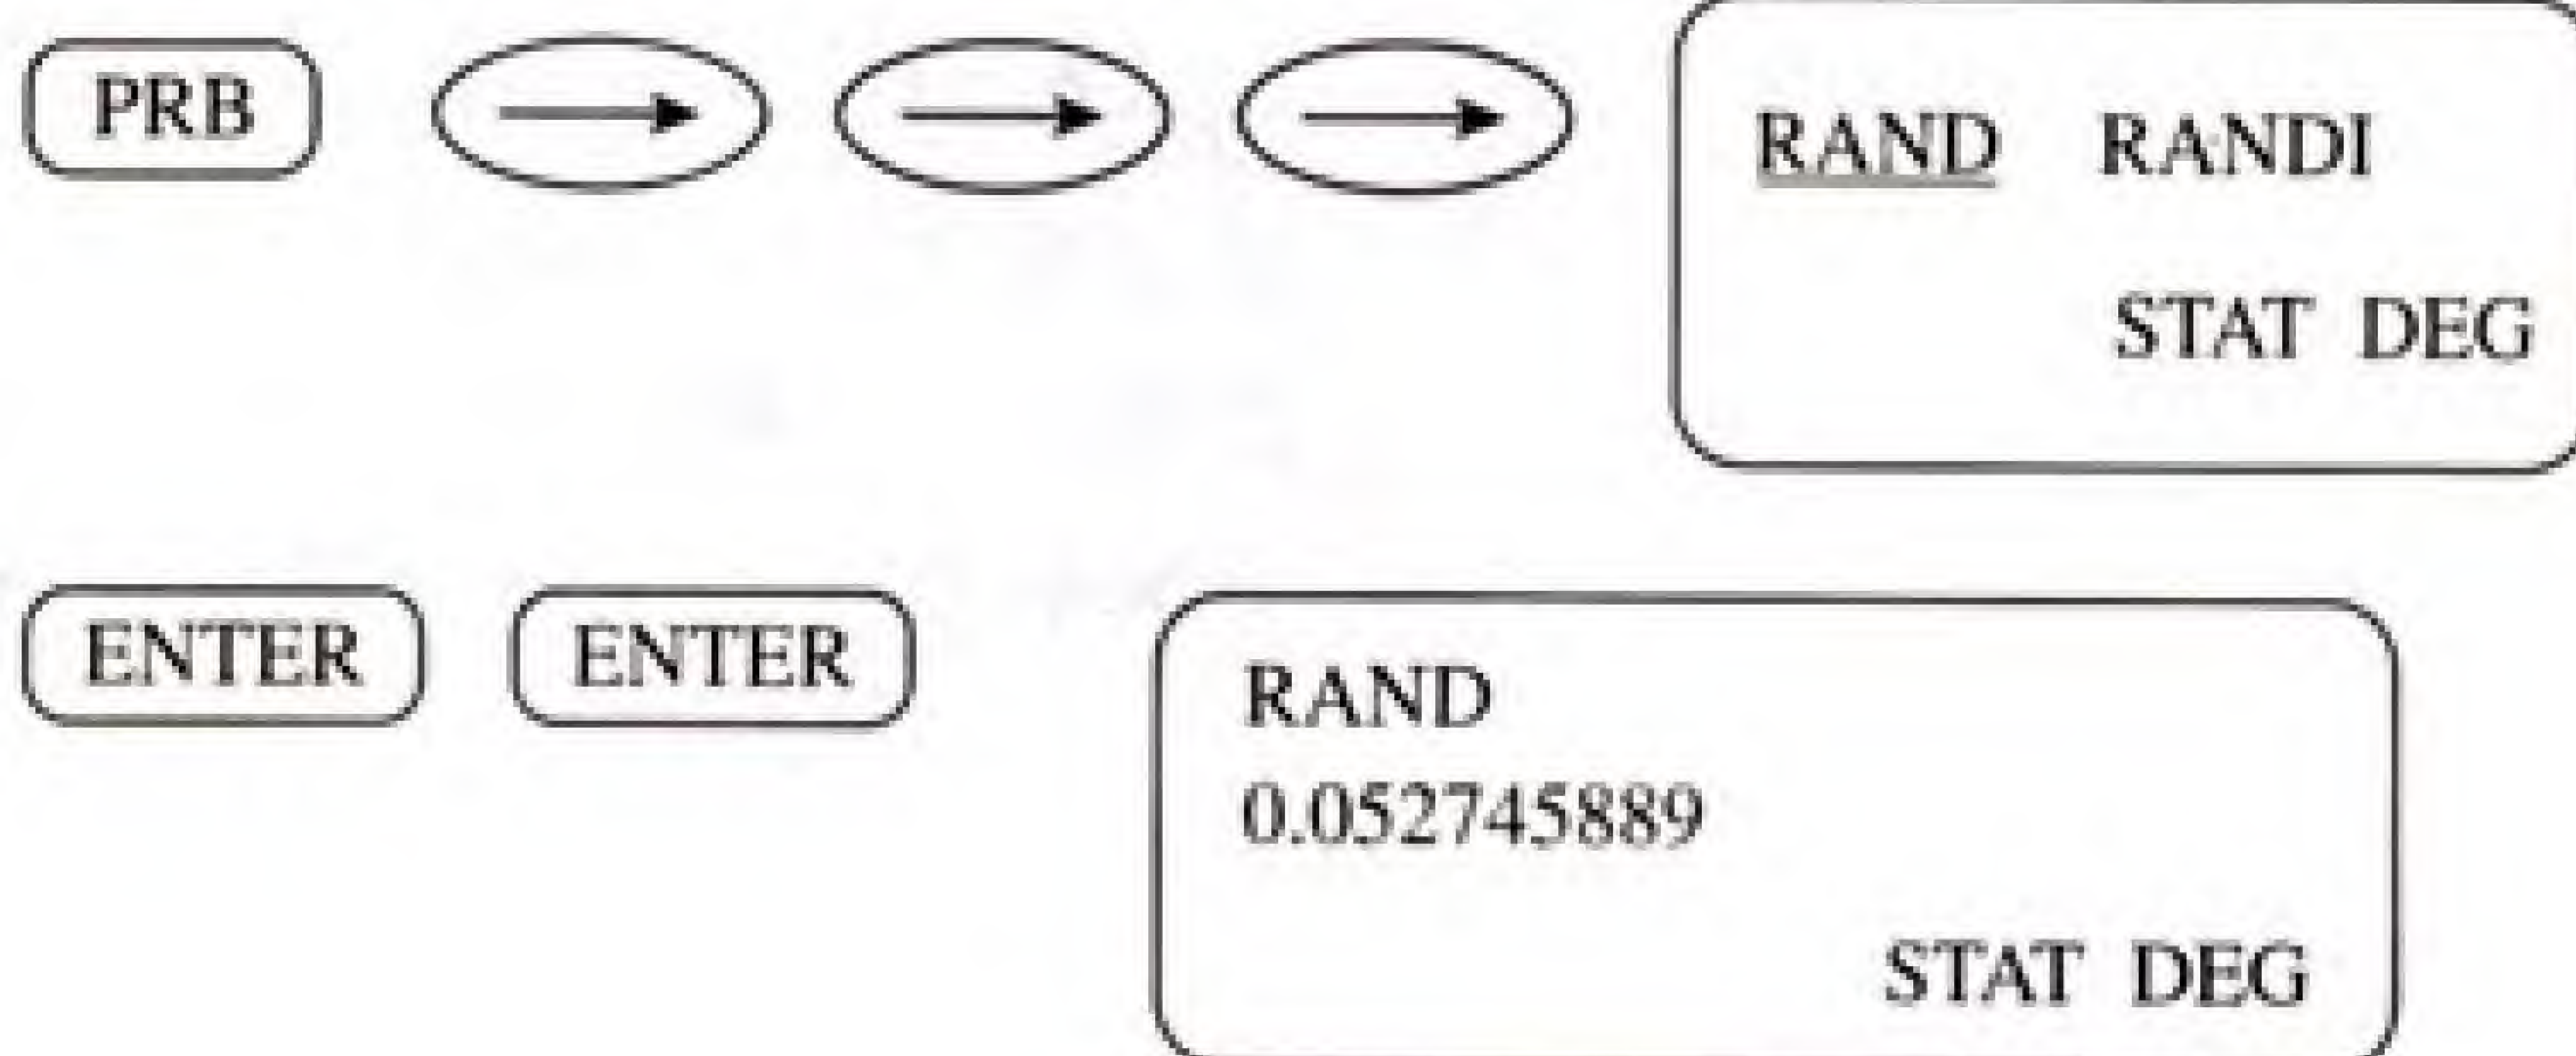 PRB
RAND RANDI
STAT DEG
ENTER ENTER
RAND
0.052745889
STAT DEG